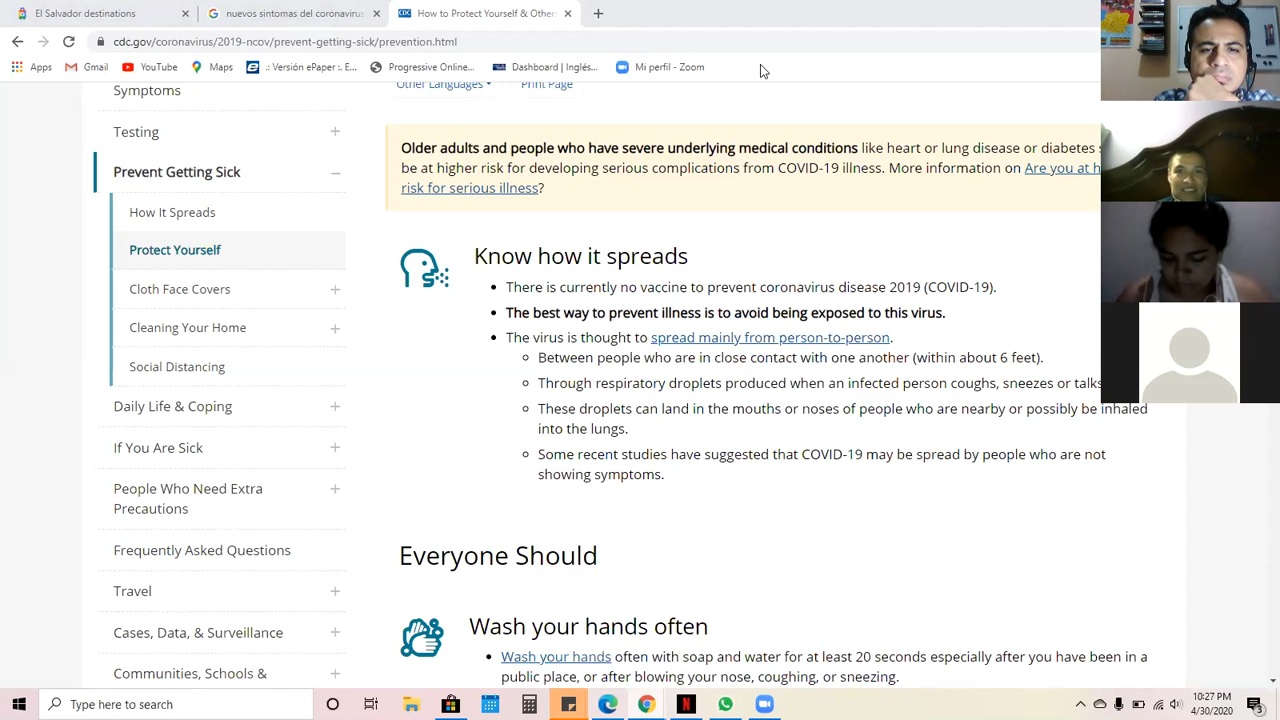 El Salvador destinations
nuevos sintomas del coronavirus
CDC
How to Protect Yourself & Other
cdc.gov/coronavirus/2019-ncov/prevent-getting-sick/prevention
Apps
Gmail
YouTube
Maps
.: Versión ePaper :. E...
Progressive Online...
Dashboard | Inglés...
Mi perfil - Zoom
Other Languages
Print Page
Symptoms
Testing
Prevent Getting Sick
How It Spreads
Protect Yourself
Cloth Face Covers
Cleaning Your Home
Social Distancing
Daily Life & Coping
If You Are Sick
People Who Need Extra
Precautions
Frequently Asked Questions
Travel
Cases, Data, & Surveillance
Communities, Schools &
Older adults and people who have severe underlying medical conditions like heart or lung disease or diabetes s
be at higher risk for developing serious complications from COVID-19 illness. More information on Are you at h
risk for serious illness?
Know how it spreads
There is currently no vaccine to prevent coronavirus disease 2019 (COVID-19).
The best way to prevent illness is to avoid being exposed to this virus.
The virus is thought to spread mainly from person-to-person.
Between people who are in close contact with one another (within about 6 feet).
Through respiratory droplets produced when an infected person coughs, sneezes or talks
These droplets can land in the mouths or noses of people who are nearby or possibly be inhaled
into the lungs.
Some recent studies have suggested that COVID-19 may be spread by people who are not
showing symptoms.
Everyone Should
Wash your hands often
Wash your hands often with soap and water for at least 20 seconds especially after you have been in a
public place, or after blowing your nose, coughing, or sneezing.
Type here to search
10:27 PM
4/30/2020
3